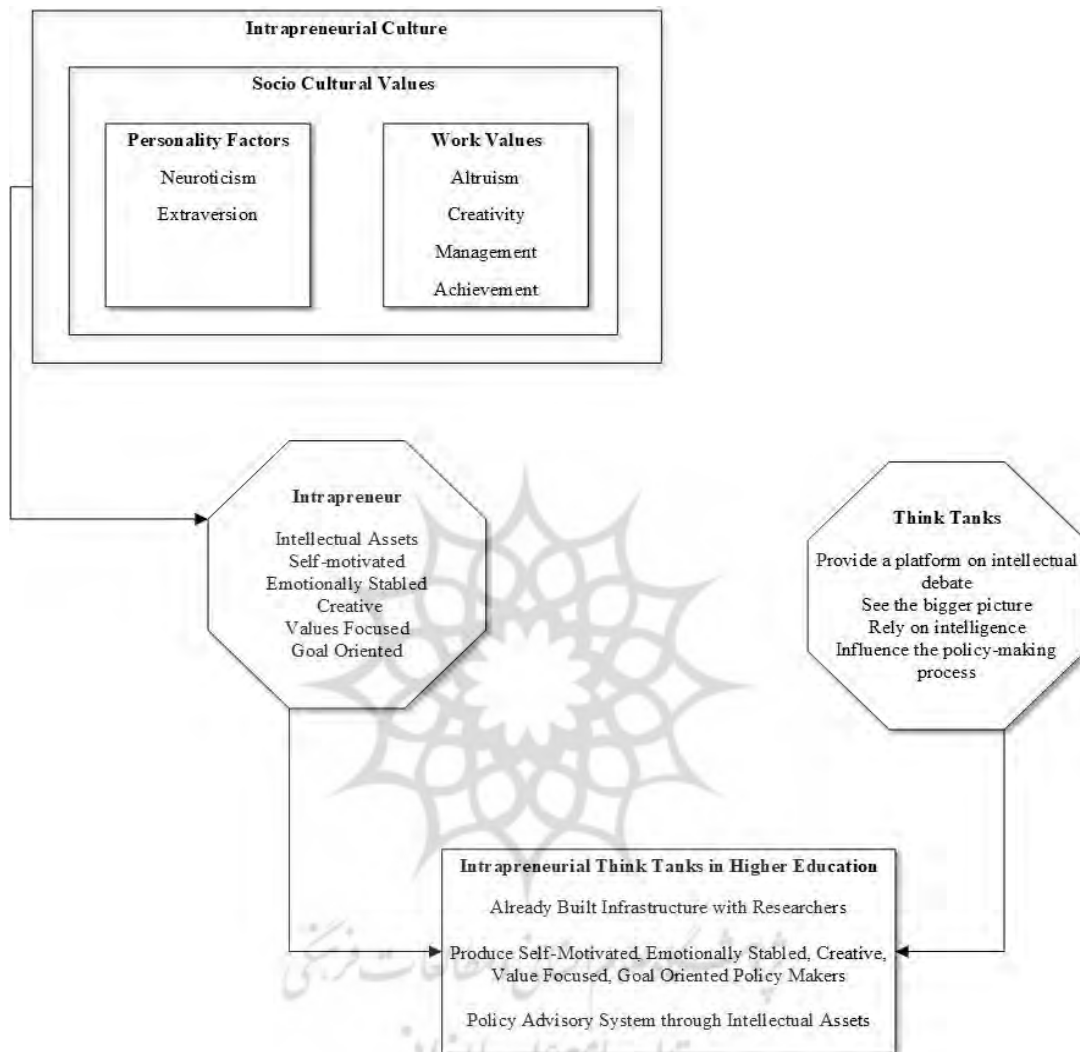 Intrapreneurial Culture
Socio Cultural Values
Personality Factors
Neuroticism
Extraversion
Work Values
Altruism
Creativity
Management
Achievement
Intrapreneur
Intellectual Assets
Self-motivated
Emotionally Stabled
Creative
Values Focused
Goal Oriented
Think Tanks
Provide a platform on intellectual
debate
See the bigger picture
Rely on intelligence
Influence the policy-making
process
Intrapreneurial Think Tanks in Higher Education
Already Built Infrastructure with Researchers
Produce Self-Motivated, Emotionally Stabled, Creative,
Value Focused, Goal Oriented Policy Makers
Policy Advisory System through Intellectual Assets